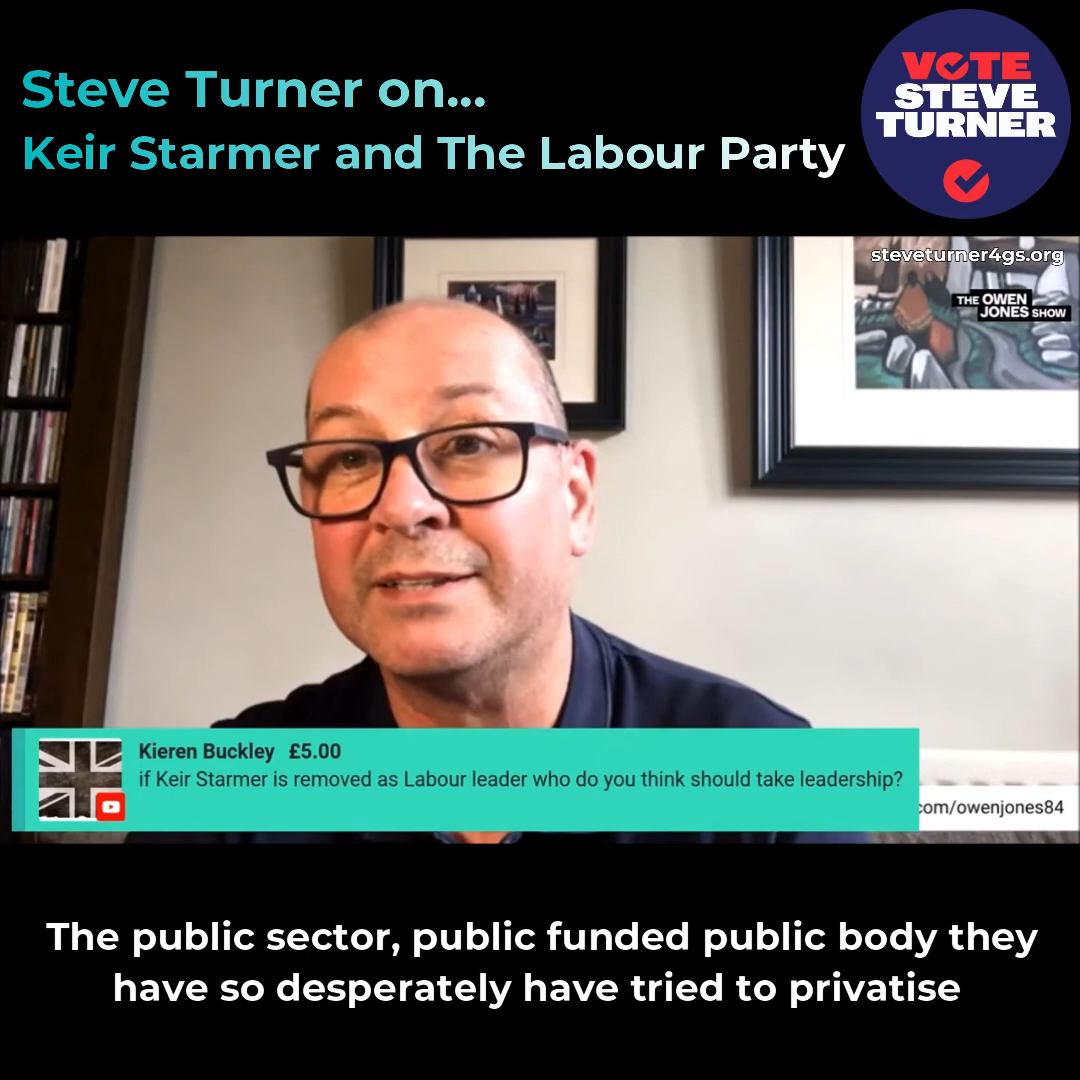 Steve Turner on...
Keir Starmer and The Labour Party
VOTE
STEVE
TURNER
steveturner4gs.org
THE OWEN
JONES SHOW
Kieren Buckley £5.00
if Keir Starmer is removed as Labour leader who do you think should take leadership?
com/owenjones84
The public sector, public funded public body they
have so desperately have tried to privatise